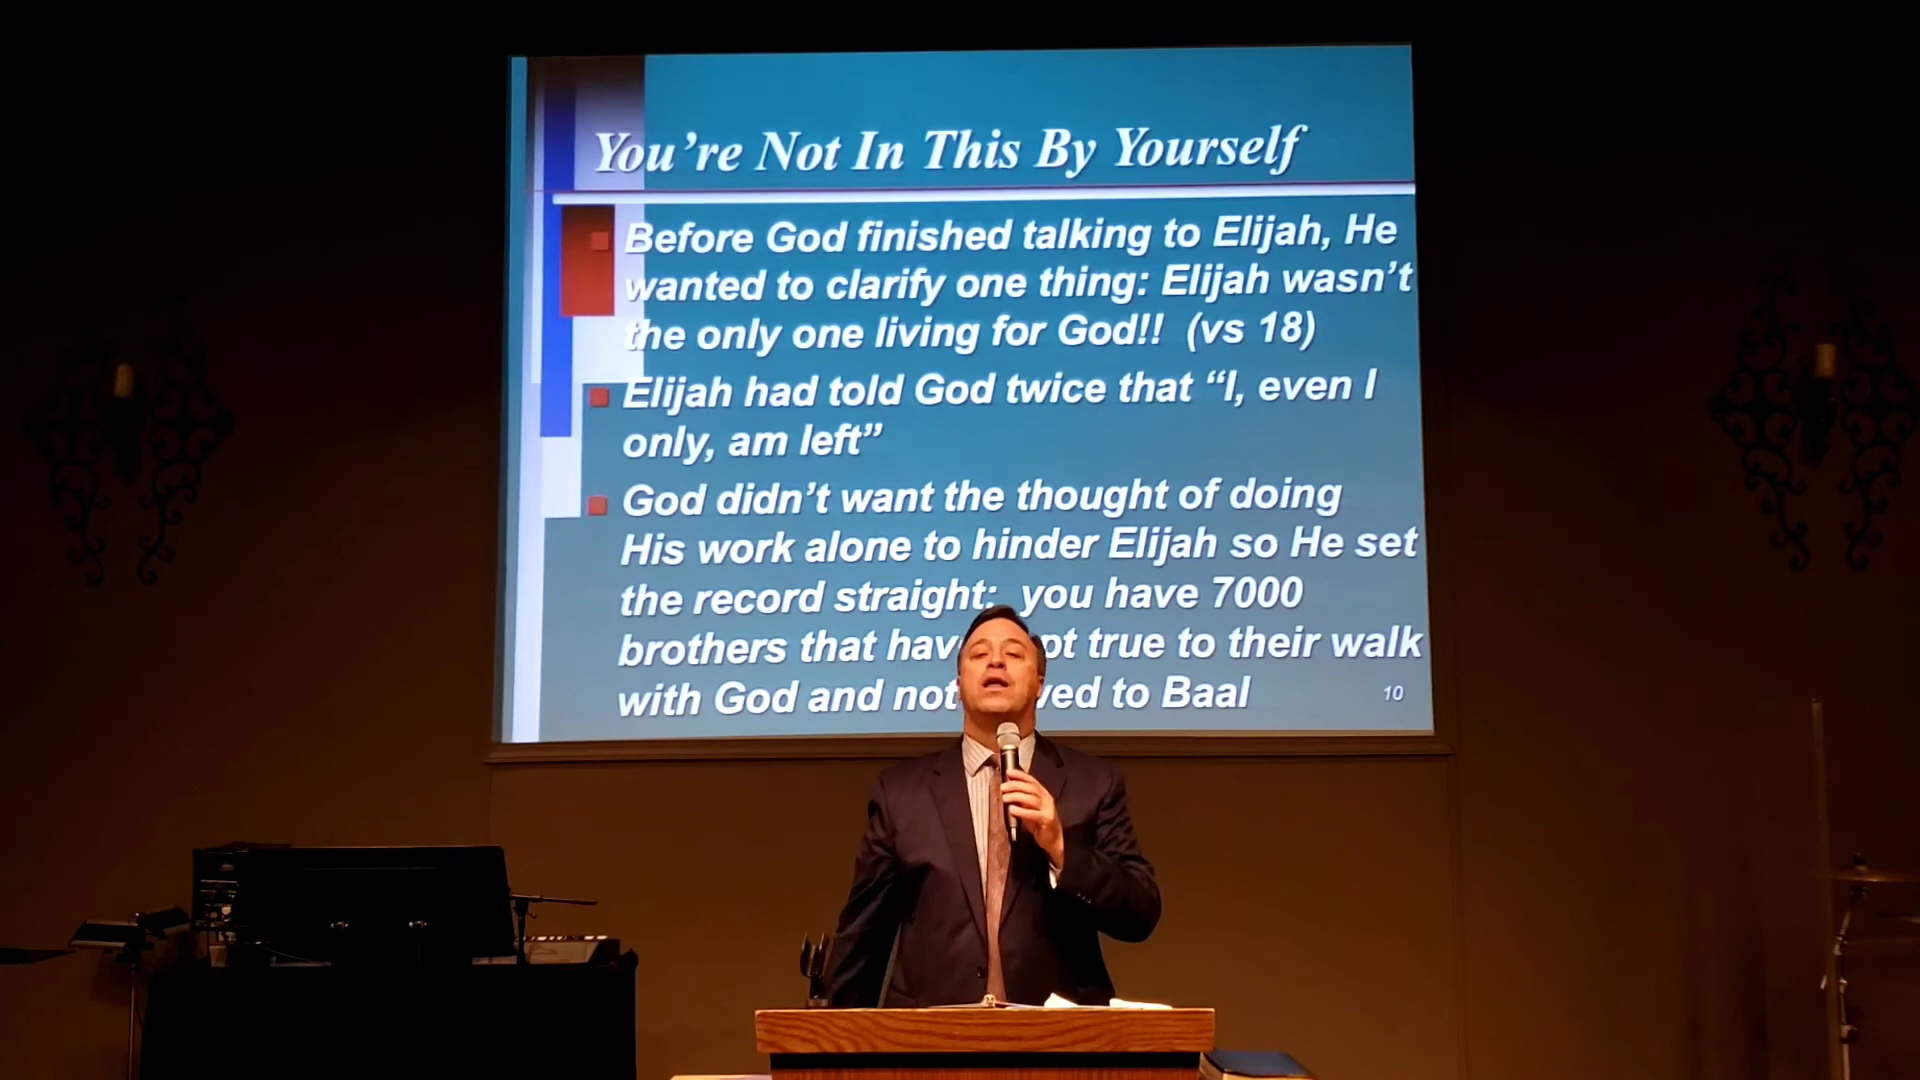 You're Not In This By Yourself
Before God finished talking to Elijah, He
wanted to clarify one thing: Elijah wasn't
the only one living for God!! (vs 18)
Elijah had told God twice that “I, even I
only, am left”
God didn't want the thought of doing
His work alone to hinder Elijah so He set
the record straight: you have 7000
brothers that have true to their walk
with God and not to Baal
10